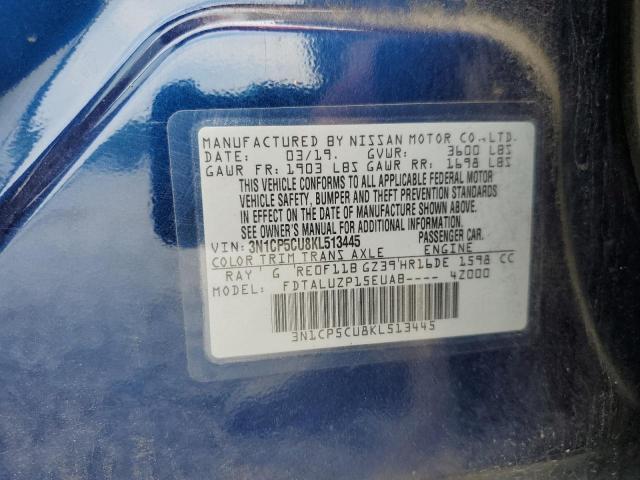 MANUFACTURED BY NISSAN MOTOR CO.,LTD.
DATE: 03/19. GVWR: 3600 LBS
GAWR FR: 1903 LBS GAWR RR: 1698 LBS
THIS VEHICLE CONFORMS TO ALL APPLICABLE FEDERAL MOTOR
VEHICLE SAFETY, BUMPER AND THEFT PREVENTION STANDARDS
IN EFFECT ON THE DATE OF MANUFACTURE SHOWN ABOVE.
SEE OWNER'S MANUAL FOR ADDITIONAL INFORMATION.
VIN: 3N1CP5CU8KL513445 PASSENGER CAR.
COLOR TRIM TRANS AXLE ENGINE
RAY G RE0F11B GZ39 HR16DE 1598 CC
MODEL: FDTALUZP15EUAB---- 4Z000
3N1CP5CU8KL513445